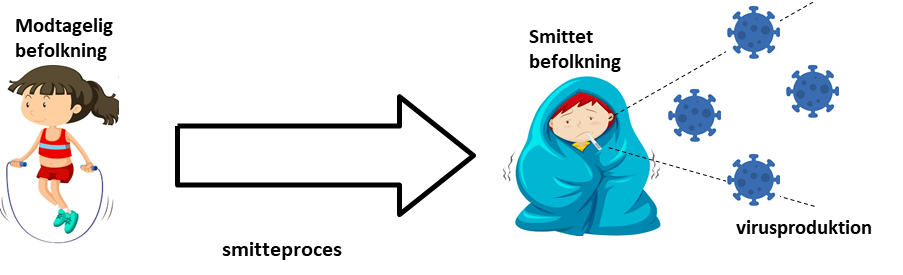 Modtagelig
befolkning
Smittet
befolkning
virusproduktion
smitteproces